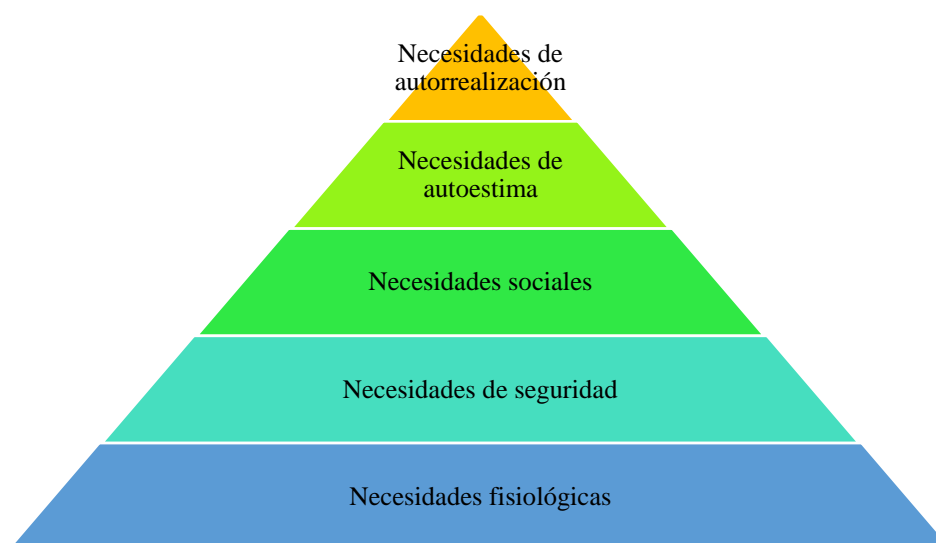 Necesidades de
autorrealización
Necesidades de
autoestima
Necesidades sociales
Necesidades de seguridad
Necesidades fisiológicas